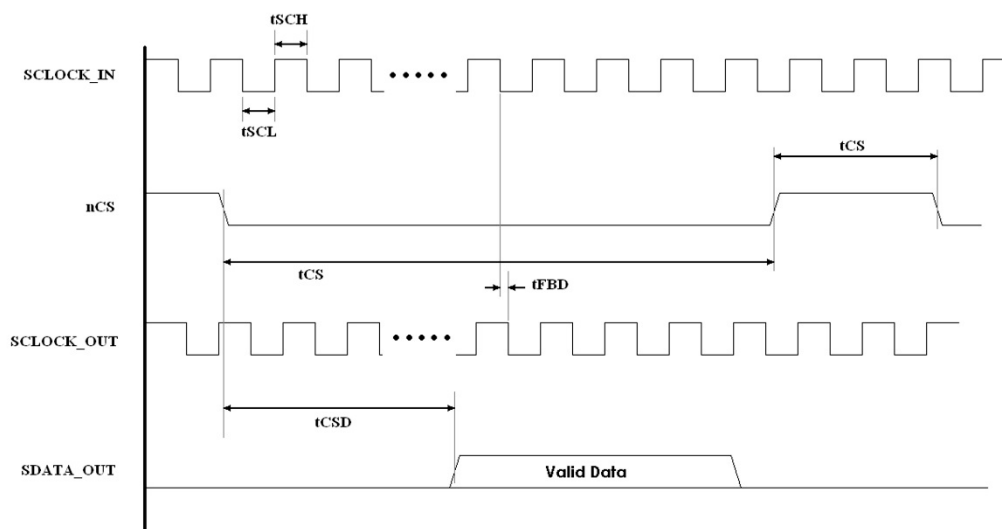 tSCH
SCLOCK_IN
tSCL
tCS
nCS
tCS
tFBD
SCLOCK_OUT
tCSD
SDATA_OUT
Valid Data